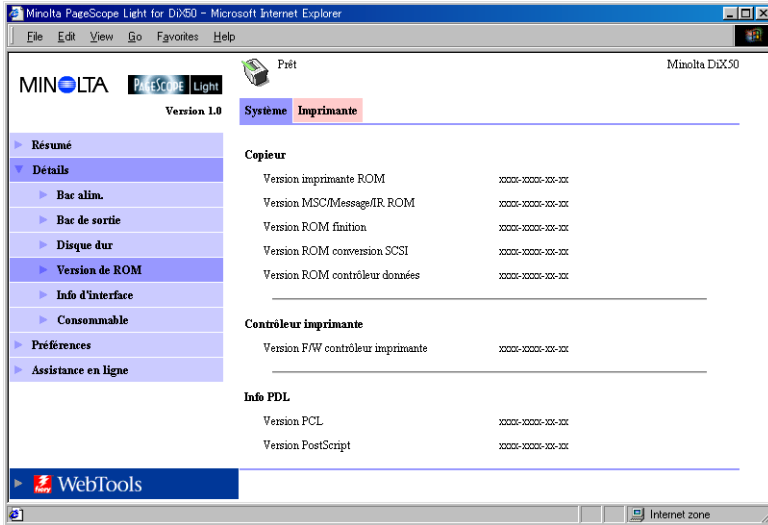 Minolta PageScope Light for DiX50 - Microsoft Internet Explorer
File Edit View Go Favorites Help
MINOLTA PAGESCOPE Light
Version 1.0
Prêt
Minolta DiX50
Système Imprimante
Résumé
Détails
Bac alim.
Bac de sortie
Disque dur
Version de ROM
Info d'interface
Consommable
Préférences
Assistance en ligne
Copieur
Version imprimante ROM xxxx-xxxx-xx-xx
Version MSC/Message/IR ROM xxxx-xxxx-xx-xx
Version ROM finition xxxx-xxxx-xx-xx
Version ROM conversion SCSI xxxx-xxxx-xx-xx
Version ROM contrôleur données xxxx-xxxx-xx-xx
Contrôleur imprimante
Version F/W contrôleur imprimante xxxx-xxxx-xx-xx
Info PDL
Version PCL xxxx-xxxx-xx-xx
Version PostScript xxxx-xxxx-xx-xx
fiery WebTools
Internet zone